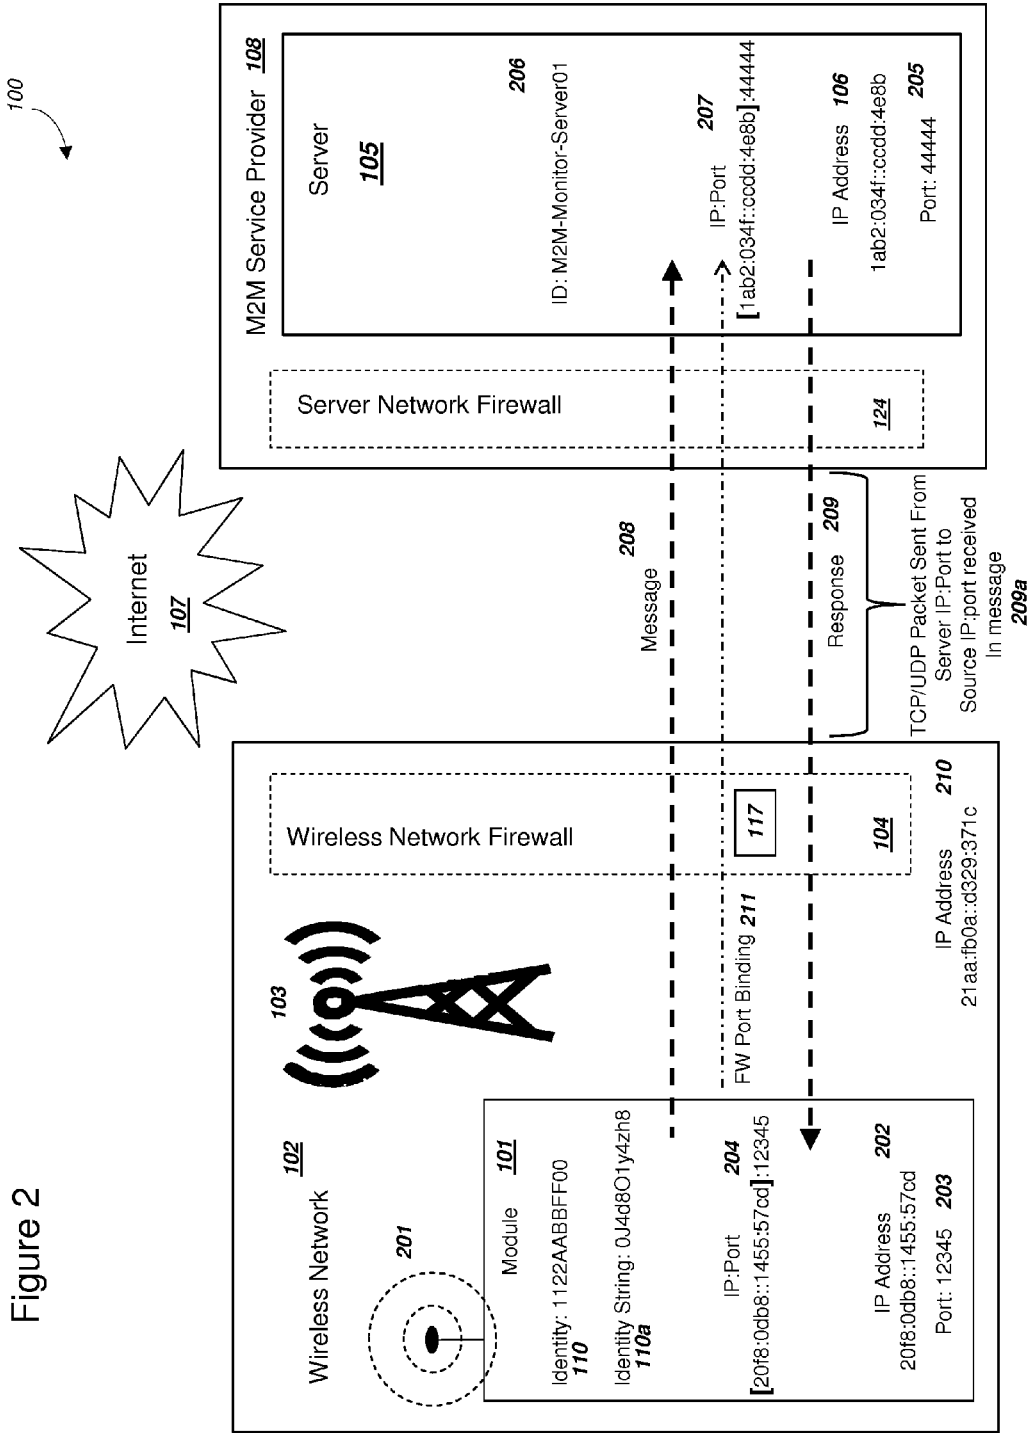 Figure 2
100
Wireless Network 102
103
201
Module 101
Identity: 1122AABBFF00
110
Identity String: 0J4d8O1y4zh8
110a
IP:Port 204
[20f8:0db8::1455:57cd]:12345
IP Address 202
20f8:0db8::1455:57cd
Port: 12345 203
Wireless Network Firewall
117
104
FW Port Binding 211
IP Address 210
21aa:fb0a::d329:371c
Internet
107
Message 208
Response 209
TCP/UDP Packet Sent From
Server IP:Port to
Source IP:port received
In message
209a
M2M Service Provider 108
Server Network Firewall
124
Server
105
206
ID: M2M-Monitor-Server01
IP:Port 207
[1ab2:034f::ccdd:4e8b]:44444
IP Address 106
1ab2:034f::ccdd:4e8b
Port: 44444 205